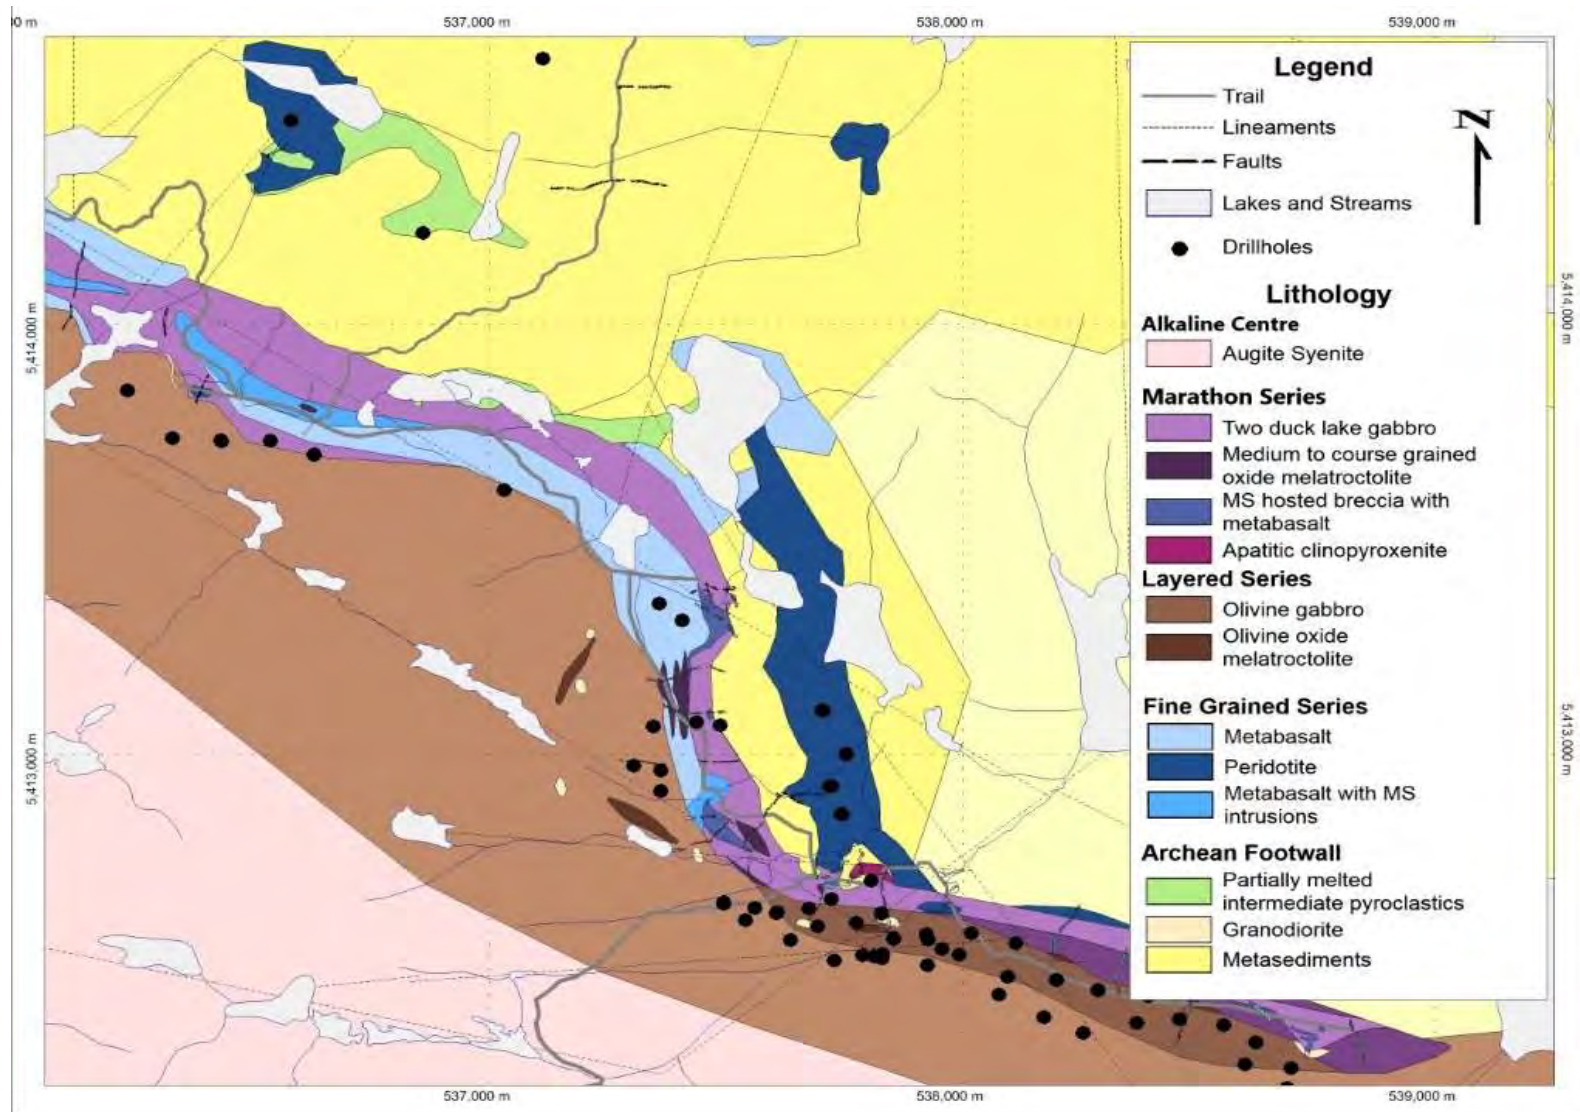 00 m
537,000 m
538,000 m
539,000 m
Legend
Trail
Lineaments
Faults
Lakes and Streams
Drillholes
N
Lithology
Alkaline Centre
Augite Syenite
Marathon Series
Two duck lake gabbro
Medium to course grained
oxide melatroctolite
MS hosted breccia with
metabasalt
Apatitic clinopyroxenite
Layered Series
Olivine gabbro
Olivine oxide
melatroctolite
Fine Grained Series
Metabasalt
Peridotite
Metabasalt with MS
intrusions
Archean Footwall
Partially melted
intermediate pyroclastics
Granodiorite
Metasediments
5,414,000 m
5,413,000 m
5,414,000 m
5,413,000 m
537,000 m
538,000 m
539,000 m